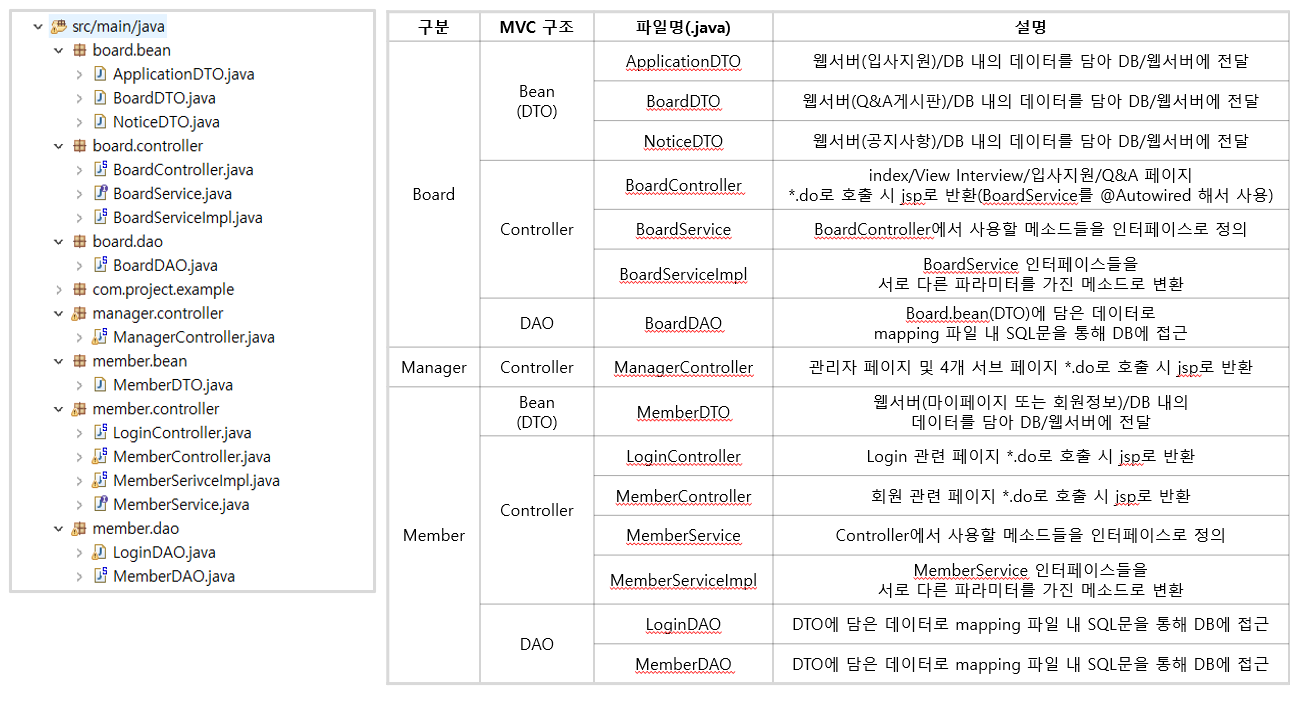 src/main/java
board.bean
ApplicationDTO.java
BoardDTO.java
NoticeDTO.java
board.controller
BoardController.java
BoardService.java
BoardServiceImpl.java
board.dao
BoardDAO.java
com.project.example
manager.controller
ManagerController.java
member.bean
MemberDTO.java
member.controller
LoginController.java
MemberController.java
MemberSerivceImpl.java
MemberService.java
member.dao
LoginDAO.java
MemberDAO.java
구분 MVC 구조 파일명(.java) 설명
Board
Bean
(DTO)
ApplicationDTO 웹서버(입사지원)/DB 내의 데이터를 담아 DB/웹서버에 전달
BoardDTO 웹서버(Q&A게시판)/DB 내의 데이터를 담아 DB/웹서버에 전달
NoticeDTO 웹서버(공지사항)/DB 내의 데이터를 담아 DB/웹서버에 전달
Controller
BoardController
index/View Interview/입사지원/Q&A 페이지
*.do로 호출 시 jsp로 반환(BoardService를 @Autowired 해서 사용)
BoardService BoardController에서 사용할 메소드들을 인터페이스로 정의
BoardServiceImpl
BoardService 인터페이스들을
서로 다른 파라미터를 가진 메소드로 변환
DAO
BoardDAO
Board.bean(DTO)에 담은 데이터로
mapping 파일 내 SQL문을 통해 DB에 접근
Manager Controller ManagerController 관리자 페이지 및 4개 서브 페이지 *.do로 호출 시 jsp로 반환
Member
Bean
(DTO)
MemberDTO
웹서버(마이페이지 또는 회원정보)/DB 내의
데이터를 담아 DB/웹서버에 전달
Controller
LoginController Login 관련 페이지 *.do로 호출 시 jsp로 반환
MemberController 회원 관련 페이지 *.do로 호출 시 jsp로 반환
MemberService Controller에서 사용할 메소드들을 인터페이스로 정의
MemberServiceImpl
MemberService 인터페이스들을
서로 다른 파라미터를 가진 메소드로 변환
DAO
LoginDAO DTO에 담은 데이터로 mapping 파일 내 SQL문을 통해 DB에 접근
MemberDAO DTO에 담은 데이터로 mapping 파일 내 SQL문을 통해 DB에 접근